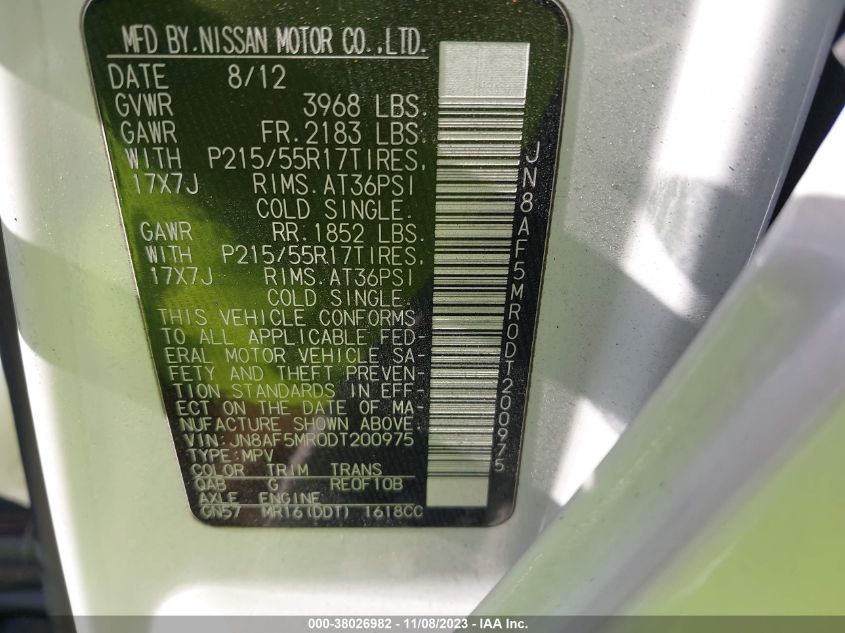 MFD BY.NISSAN MOTOR CO.,LTD.
DATE 8/12
GVWR 3968 LBS.
GAWR FR.2183 LBS.
WITH P215/55R17TIRES,
17X7J RIMS.AT36PSI
COLD SINGLE.
GAWR RR.1852 LBS.
WITH P215/55R17TIRES,
17X7J RIMS.AT36PSI
COLD SINGLE.
THIS VEHICLE CONFORMS
TO ALL APPLICABLE FED-
ERAL MOTOR VEHICLE SA-
FETY AND THEFT PREVEN-
TION STANDARDS IN EFF-
ECT ON THE DATE OF MA-
NUFACTURE SHOWN ABOVE.
VIN:JN8AF5MR0DT200975
TYPE:MPV
COLOR TRIM TRANS
QAB G RE0F10B
AXLE ENGINE
GN57 MR16(DDT) 1618CC
JN8AF5MR0DT200975
000-38026982 - 11/08/2023 - IAA Inc.